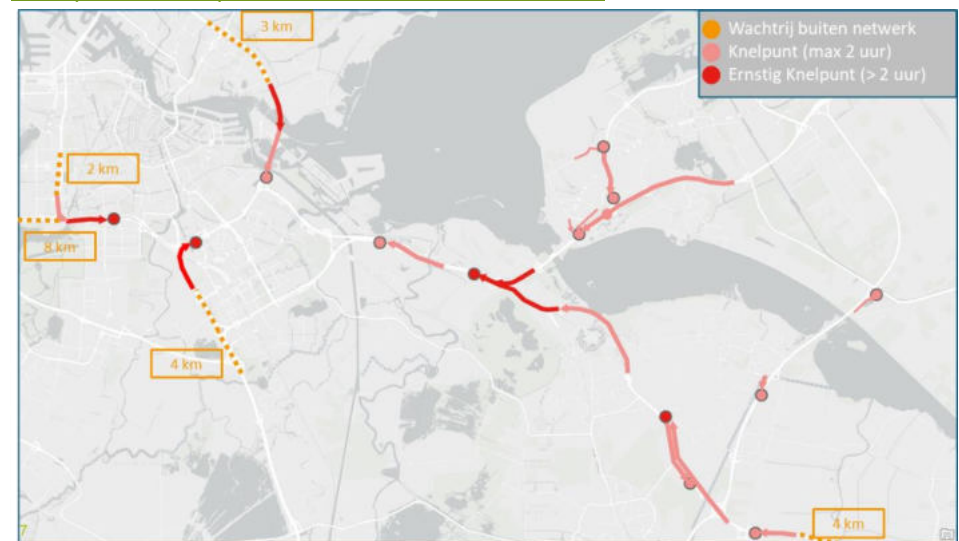 3 km
Wachtrij buiten netwerk
Knelpunt (max 2 uur)
Ernstig Knelpunt (> 2 uur)
2 km
8 km
4 km
4 km
7